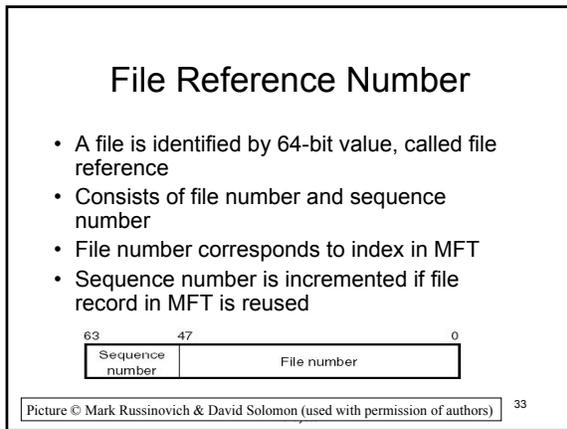 File Reference Number
• A file is identified by 64-bit value, called file
reference
• Consists of file number and sequence
number
• File number corresponds to index in MFT
• Sequence number is incremented if file
record in MFT is reused
63 47 0
Sequence
number
File number
Picture © Mark Russinovich & David Solomon (used with permission of authors)
33